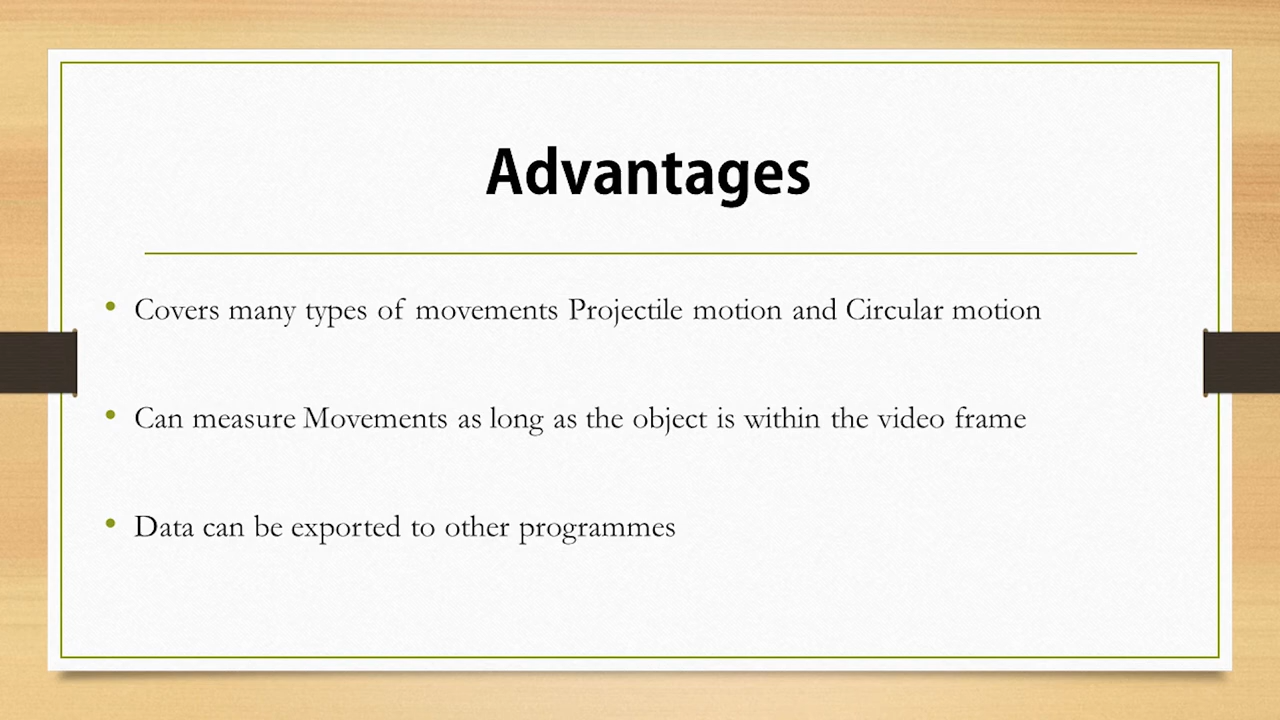 Advantages
• Covers many types of movements Projectile motion and Circular motion
• Can measure Movements as long as the object is within the video frame
• Data can be exported to other programmes